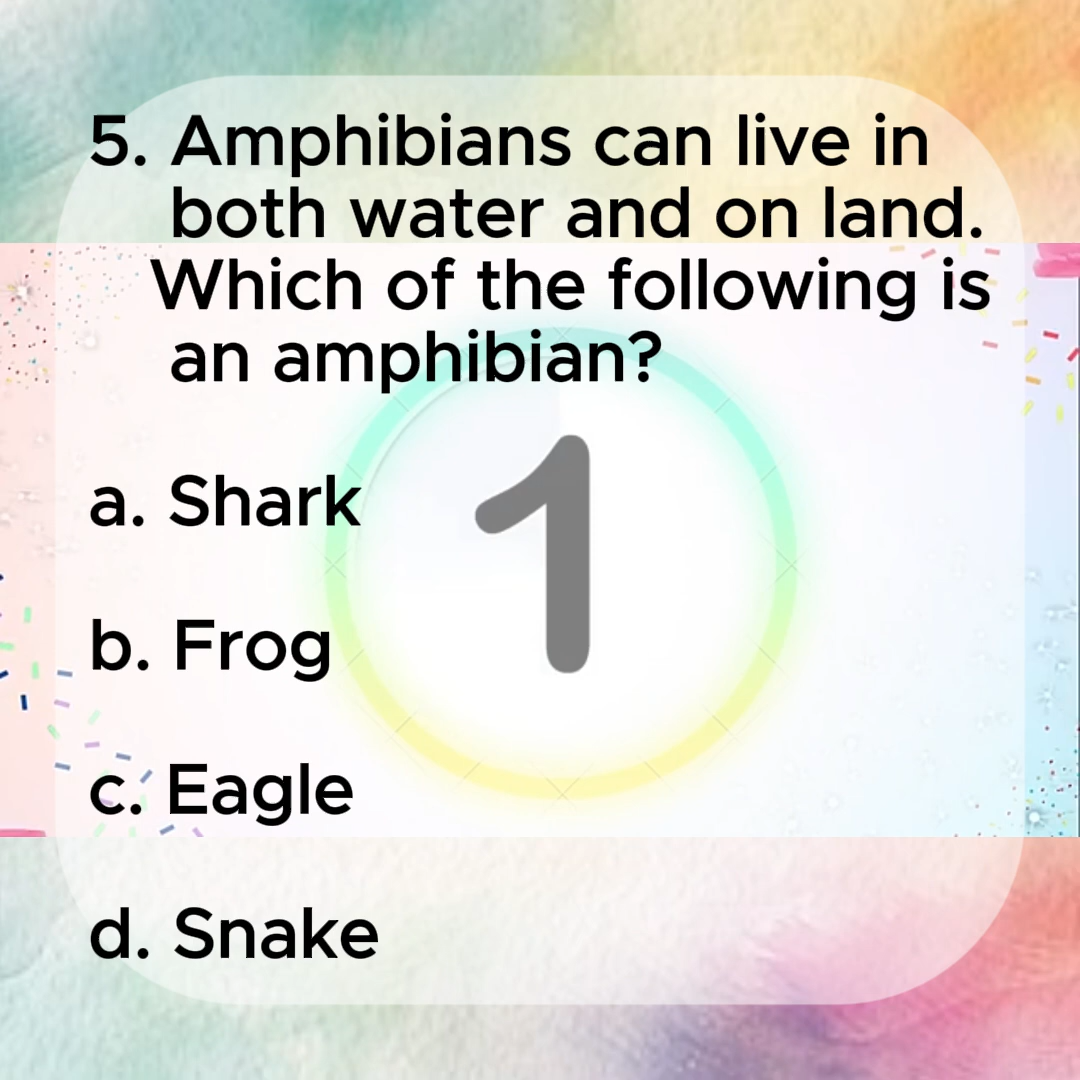 5. Amphibians can live in
both water and on land.
Which of the following is
an amphibian?
1
a. Shark
b. Frog
c. Eagle
d. Snake